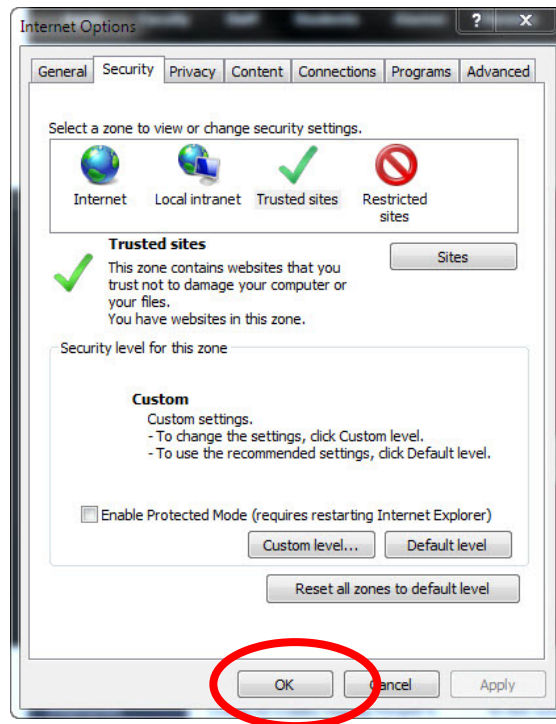 Internet Options
General Security Privacy Content Connections Programs Advanced
Select a zone to view or change security settings.
Internet Local intranet Trusted sites Restricted sites
Trusted sites
Sites
This zone contains websites that you
trust not to damage your computer or
your files.
You have websites in this zone.
Security level for this zone
Custom
Custom settings.
- To change the settings, click Custom level.
- To use the recommended settings, click Default level.
Enable Protected Mode (requires restarting Internet Explorer)
Custom level... Default level
Reset all zones to default level
OK Cancel Apply